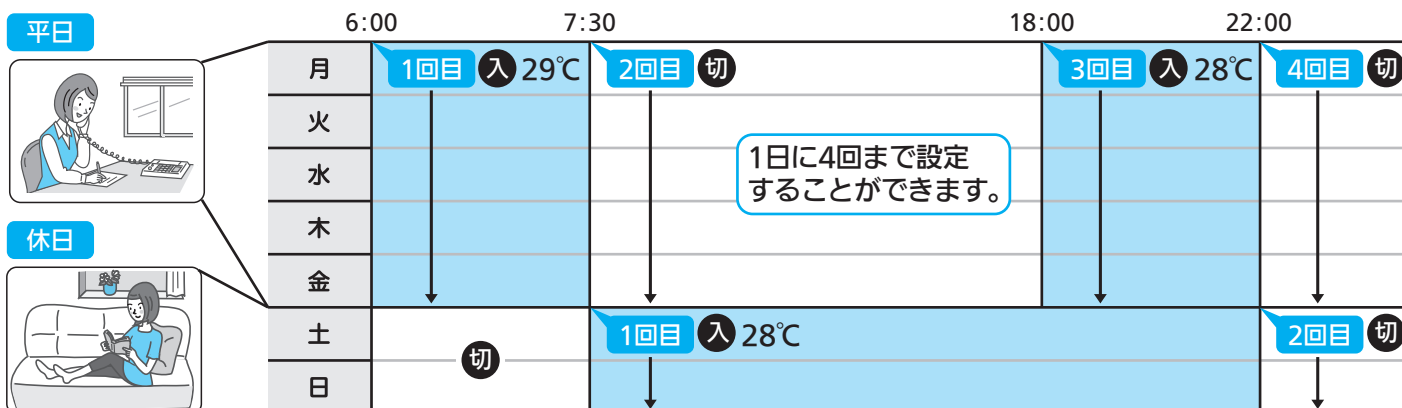 平日
6:00 7:30 18:00 22:00
月 1回目 入 29℃ 2回目 切 3回目 入 28℃ 4回目 切
火
水
1日に4回まで設定
することができます。
木
休日
金
土 1回目 入 28℃ 2回目 切
切
日